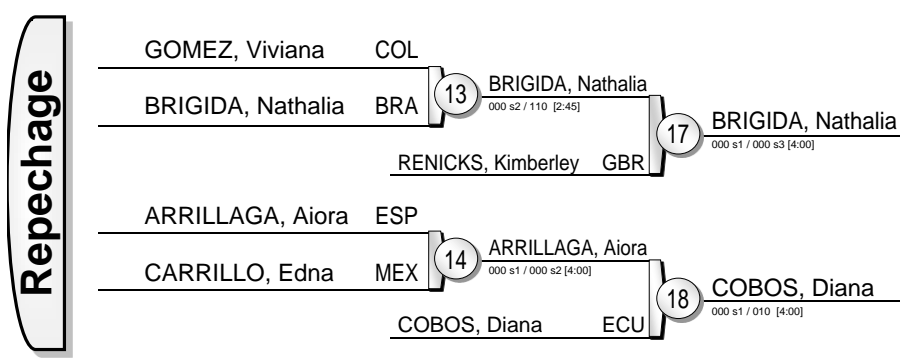 Repechage
GOMEZ, Viviana COL
BRIGIDA, Nathalia BRA
13
BRIGIDA, Nathalia
000 s2 / 110 [2:45]
RENICKS, Kimberley GBR
17
BRIGIDA, Nathalia
000 s1 / 000 s3 [4:00]
ARRILLAGA, Aiora ESP
CARRILLO, Edna MEX
14
ARRILLAGA, Aiora
000 s1 / 000 s2 [4:00]
COBOS, Diana ECU
18
COBOS, Diana
000 s1 / 010 [4:00]